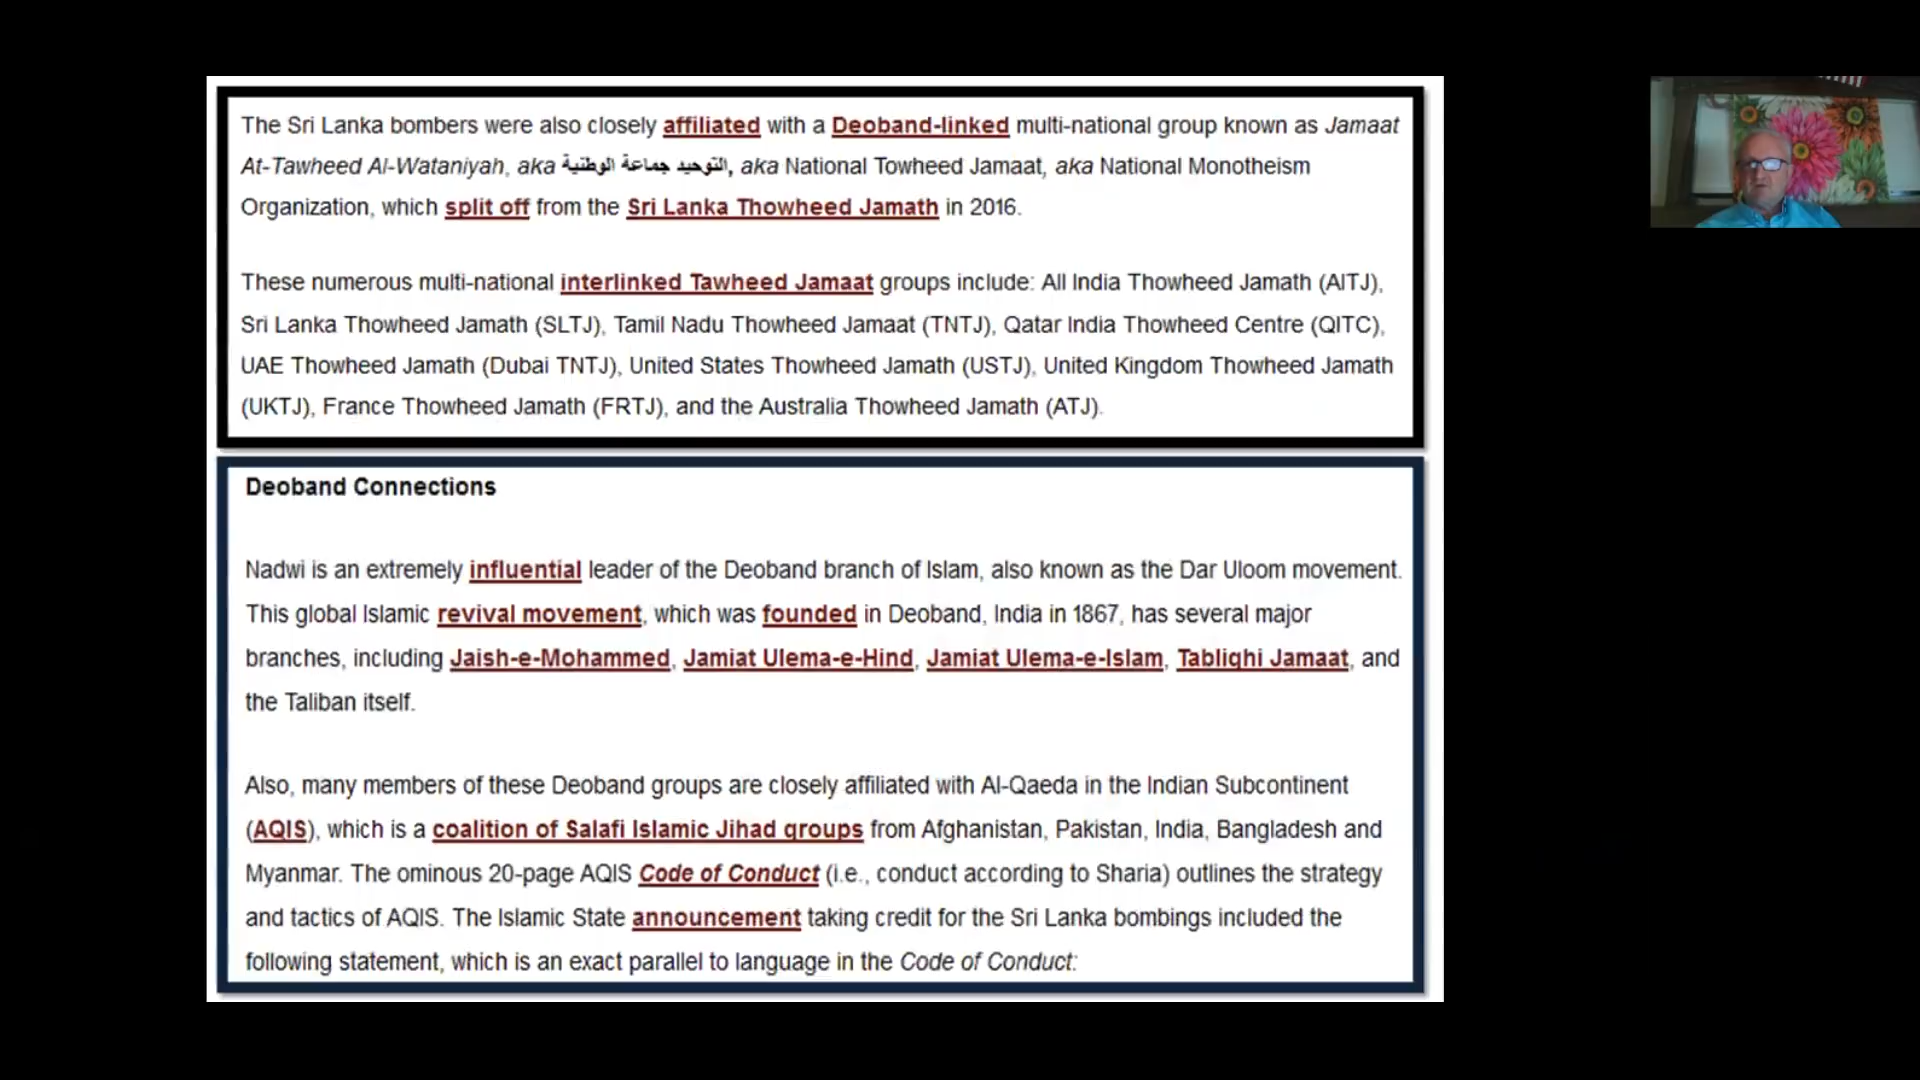 The Sri Lanka bombers were also closely affiliated with a Deoband-linked multi-national group known as Jamaat
At-Tawheed Al-Wataniyah, aka التوحيد جماعة الوطنية, aka National Towheed Jamaat, aka National Monotheism
Organization, which split off from the Sri Lanka Thowheed Jamath in 2016.
These numerous multi-national interlinked Tawheed Jamaat groups include: All India Thowheed Jamath (AITJ),
Sri Lanka Thowheed Jamath (SLTJ), Tamil Nadu Thowheed Jamaat (TNTJ), Qatar India Thowheed Centre (QITC),
UAE Thowheed Jamath (Dubai TNTJ), United States Thowheed Jamath (USTJ), United Kingdom Thowheed Jamath
(UKTJ), France Thowheed Jamath (FRTJ), and the Australia Thowheed Jamath (ATJ).
Deoband Connections
Nadwi is an extremely influential leader of the Deoband branch of Islam, also known as the Dar Uloom movement.
This global Islamic revival movement, which was founded in Deoband, India in 1867, has several major
branches, including Jaish-e-Mohammed, Jamiat Ulema-e-Hind, Jamiat Ulema-e-Islam, Tablighi Jamaat, and
the Taliban itself.
Also, many members of these Deoband groups are closely affiliated with Al-Qaeda in the Indian Subcontinent
(AQIS), which is a coalition of Salafi Islamic Jihad groups from Afghanistan, Pakistan, India, Bangladesh and
Myanmar. The ominous 20-page AQIS Code of Conduct (i.e., conduct according to Sharia) outlines the strategy
and tactics of AQIS. The Islamic State announcement taking credit for the Sri Lanka bombings included the
following statement, which is an exact parallel to language in the Code of Conduct: